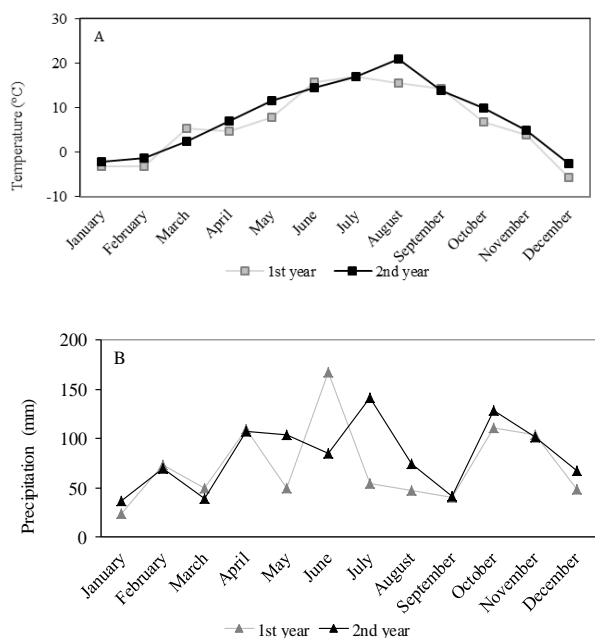 A
Temperature (°C)
30
20
10
0
-10
January
February
March
April
May
June
July
August
September
October
November
December
1st year
2nd year
B
Precipitation (mm)
200
150
100
50
0
January
February
March
April
May
June
July
August
September
October
November
December
1st year
2nd year